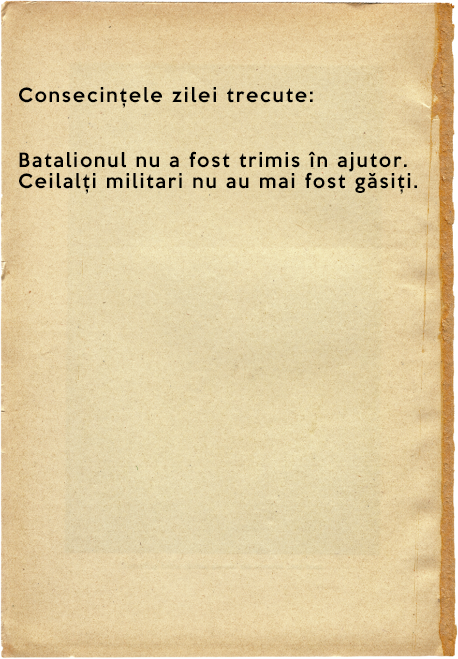 Consecințele zilei trecute:
Batalionul nu a fost trimis în ajutor.
Ceilalți militari nu au mai fost găsiți.